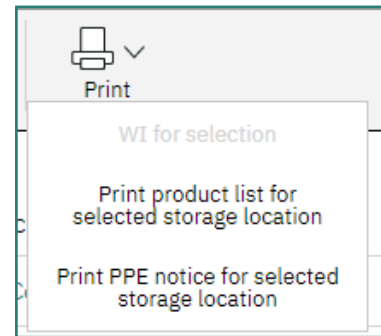 Print
WI for selection
Print product list for
selected storage location
Print PPE notice for selected
storage location